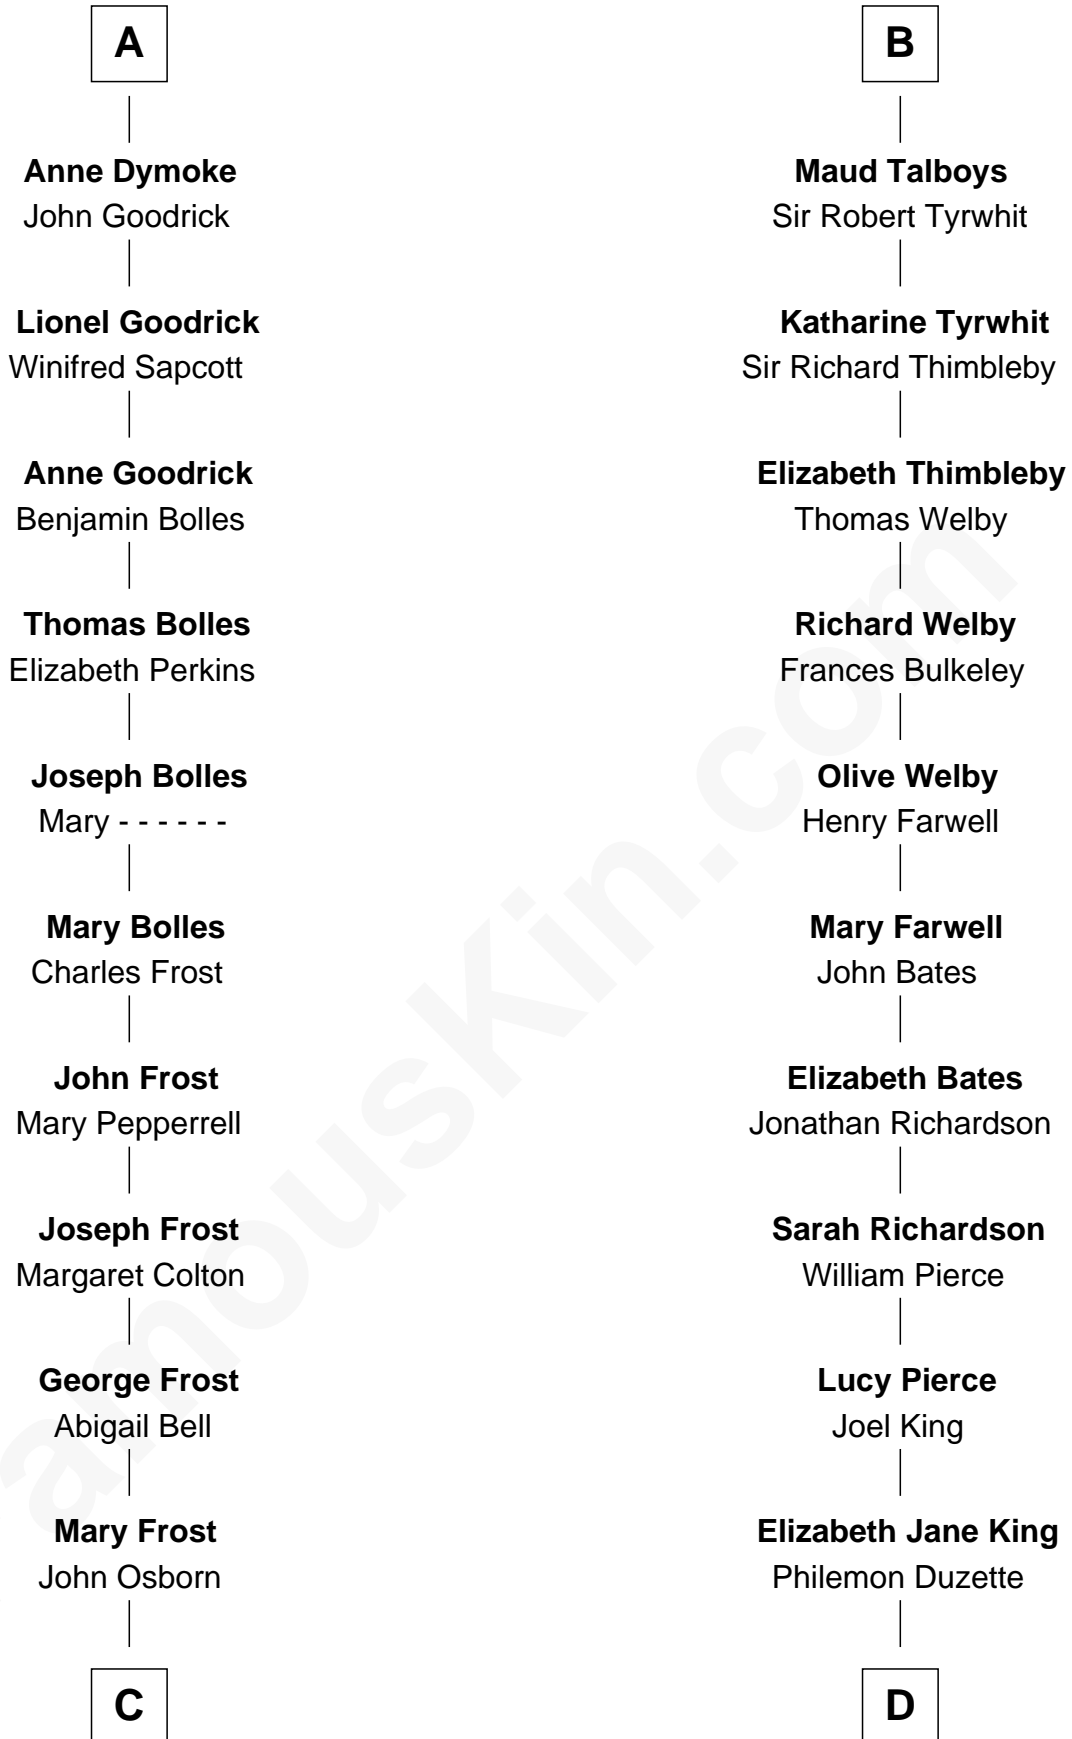 A
Anne Dymoke
John Goodrick
Lionel Goodrick
Winifred Sapcott
Anne Goodrick
Benjamin Bolles
Thomas Bolles
Elizabeth Perkins
Joseph Bolles
Mary - - - - - -
Mary Bolles
Charles Frost
John Frost
Mary Pepperrell
Joseph Frost
Margaret Colton
George Frost
Abigail Bell
Mary Frost
John Osborn
C
B
Maud Talboys
Sir Robert Tyrwhit
Katharine Tyrwhit
Sir Richard Thimbleby
Elizabeth Thimbleby
Thomas Welby
Richard Welby
Frances Bulkeley
Olive Welby
Henry Farwell
Mary Farwell
John Bates
Elizabeth Bates
Jonathan Richardson
Sarah Richardson
William Pierce
Lucy Pierce
Joel King
Elizabeth Jane King
Philemon Duzette
D
amousKin.com